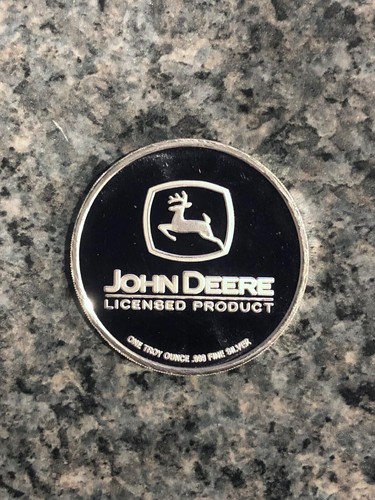 JOHN DEERE
LICENSED PRODUCT
ONE TROY OUNCE .999 FINE SILVER